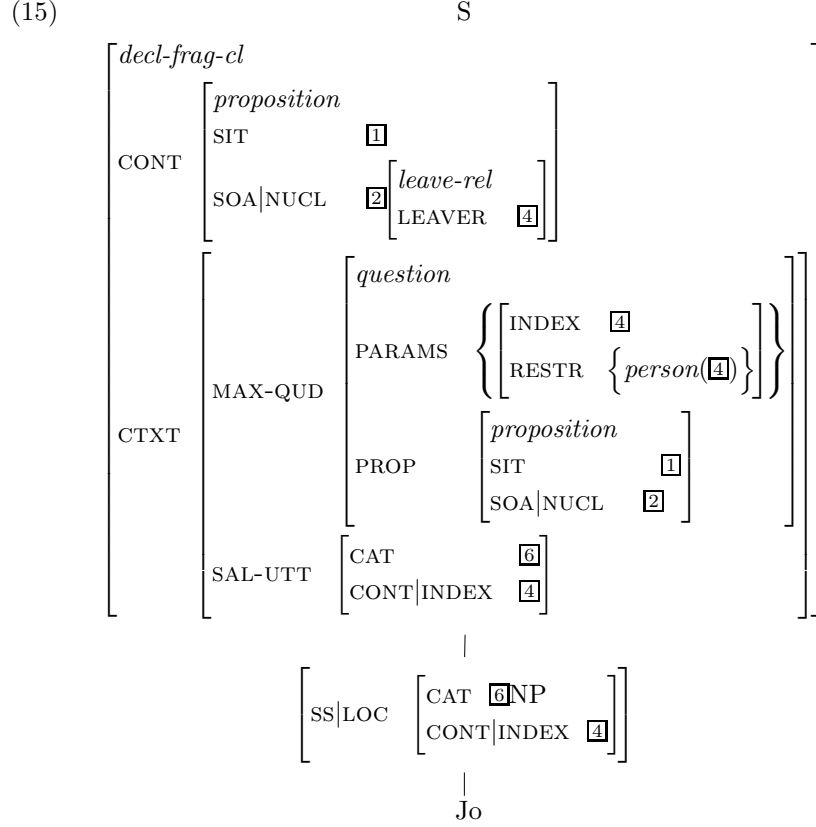 (15) S
decl-frag-cl
CONT
proposition
SIT 1
SOA|NUCL 2
leave-rel
LEAVER 4
CTXT
MAX-QUD
question
PARAMS
INDEX 4
RESTR {person(4)}
PROP
proposition
SIT 1
SOA|NUCL 2
SAL-UTT
CAT 6
CONT|INDEX 4
SS|LOC
CAT 6NP
CONT|INDEX 4
Jo